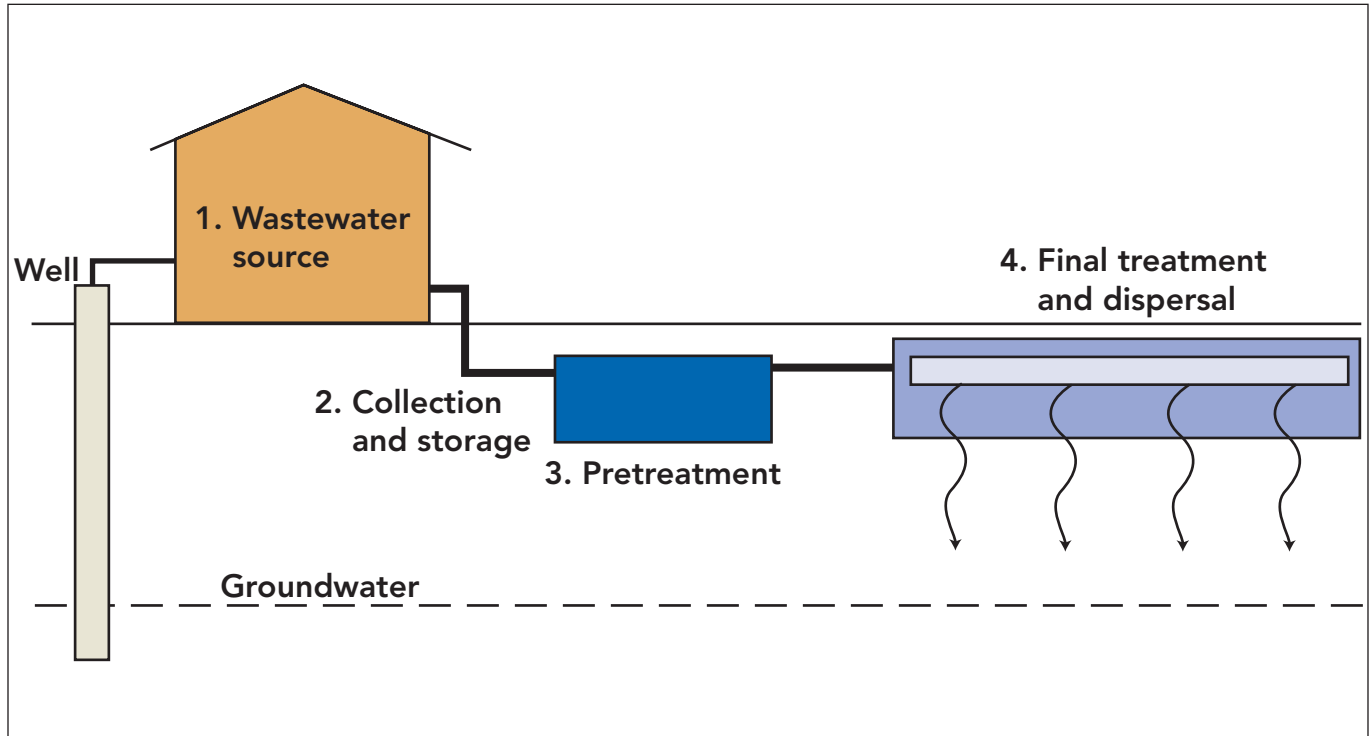 1. Wastewater
source
Well
4. Final treatment
and dispersal
2. Collection
and storage
3. Pretreatment
Groundwater